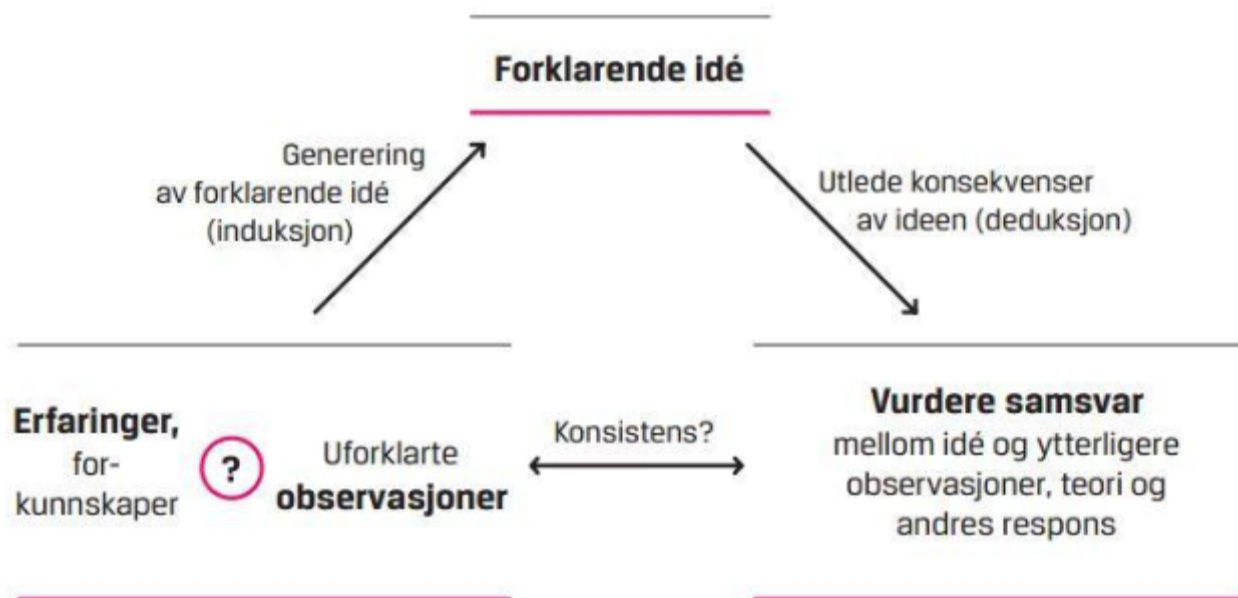 Forklarende idé
Generering
av forklarende idé
(induksjon)
Utlede konsekvenser
av ideen (deduksjon)
Erfaringer,
for-
kunnskaper
?
Uforklarte
observasjoner
Konsistens?
Vurdere samsvar
mellom idé og ytterligere
observasjoner, teori og
andres respons